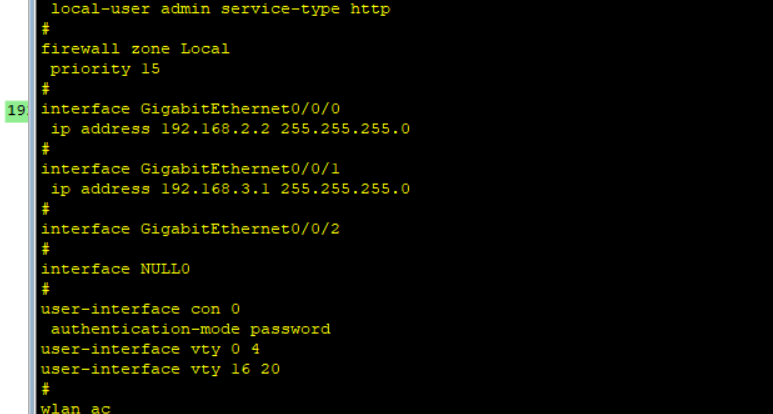 local-user admin service-type http
#
firewall zone Local
priority 15
#
19
interface GigabitEthernet0/0/0
ip address 192.168.2.2 255.255.255.0
#
interface GigabitEthernet0/0/1
ip address 192.168.3.1 255.255.255.0
#
interface GigabitEthernet0/0/2
#
interface NULL0
#
user-interface con 0
authentication-mode password
user-interface vty 0 4
user-interface vty 16 20
#
wlan ac